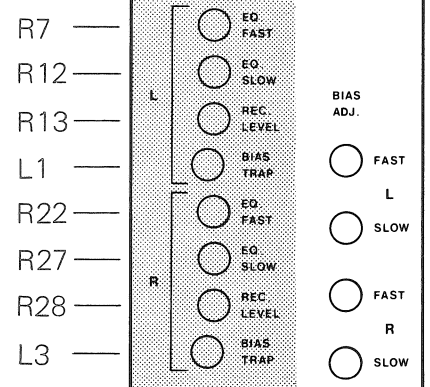 R7
EQ.
FAST
R12
EQ.
SLOW
R13
REC.
LEVEL
L
L1
BIAS
TRAP
R22
EQ.
FAST
R27
EQ.
SLOW
R
R28
REC.
LEVEL
L3
BIAS
TRAP
BIAS
ADJ.
FAST
L
SLOW
FAST
R
SLOW